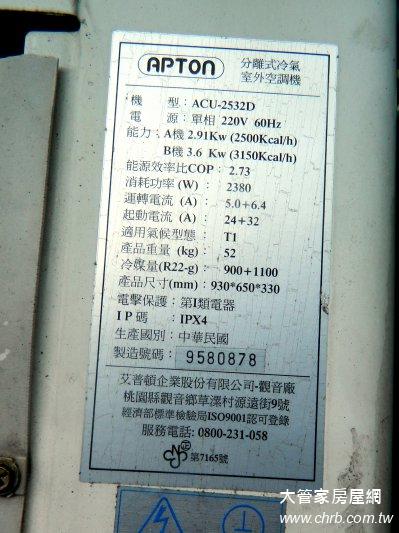 APTON 分離式冷氣
室外空調機
機 型：ACU-2532D
電 源：單相 220V 60Hz
能力：A機 2.91Kw (2500Kcal/h)
B機 3.6 Kw (3150Kcal/h)
能源效率比COP： 2.73
消耗功率 (W) ： 2380
運轉電流 (A) ： 5.0+6.4
起動電流 (A) ： 24+32
適用氣候型態： T1
產品重量 (kg)： 52
冷媒量(R22-g) ： 900+1100
產品尺寸(mm)：930*650*330
電擊保護：第I類電器
I P 碼 ：IPX4
生產國別：中華民國
製造號碼：9580878
艾普頓企業股份有限公司-觀音廠
桃園縣觀音鄉草漯村源遠街9號
經濟部標準檢驗局ISO9001認可登錄
服務電話：0800-231-058
第7165號
大管家房屋網
www.chrb.com.tw